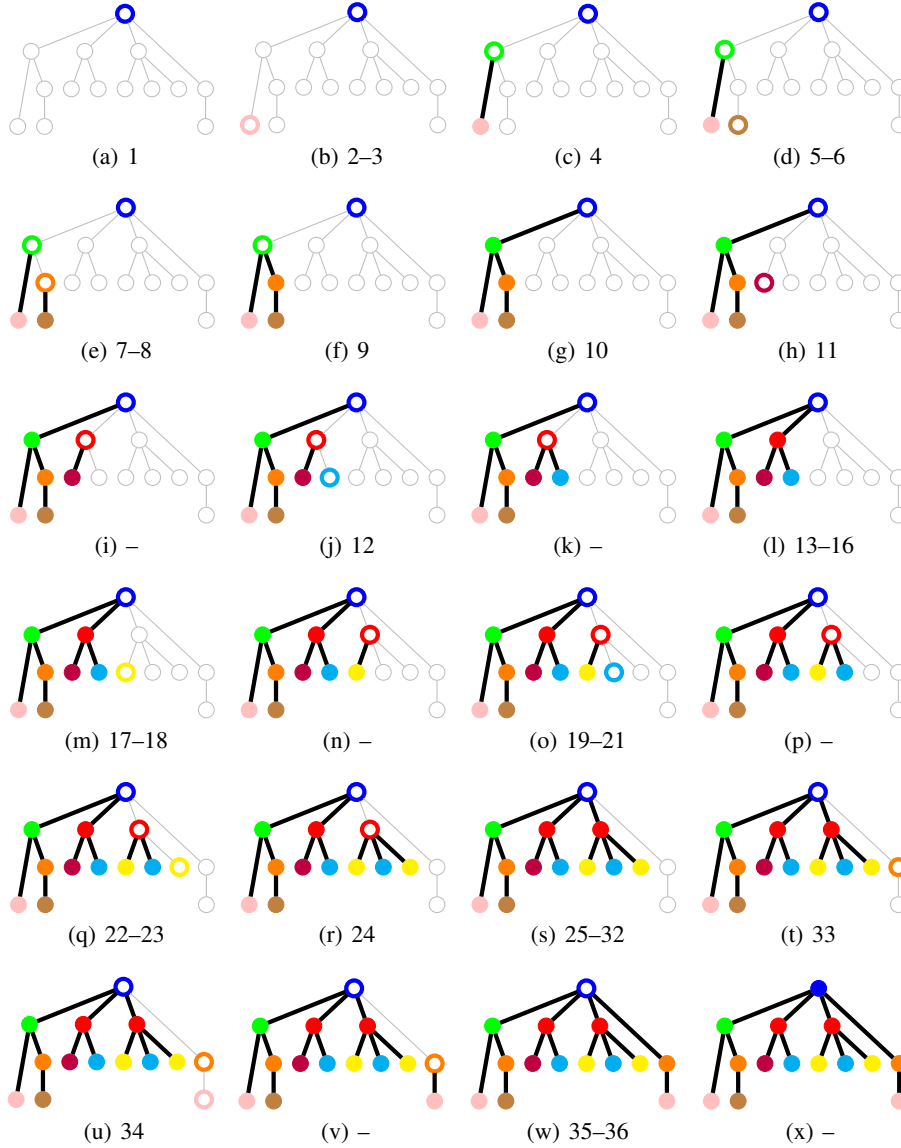 (a) 1 (b) 2–3 (c) 4 (d) 5–6
(e) 7–8 (f) 9 (g) 10 (h) 11
(i) – (j) 12 (k) – (l) 13–16
(m) 17–18 (n) – (o) 19–21 (p) –
(q) 22–23 (r) 24 (s) 25–32 (t) 33
(u) 34 (v) – (w) 35–36 (x) –